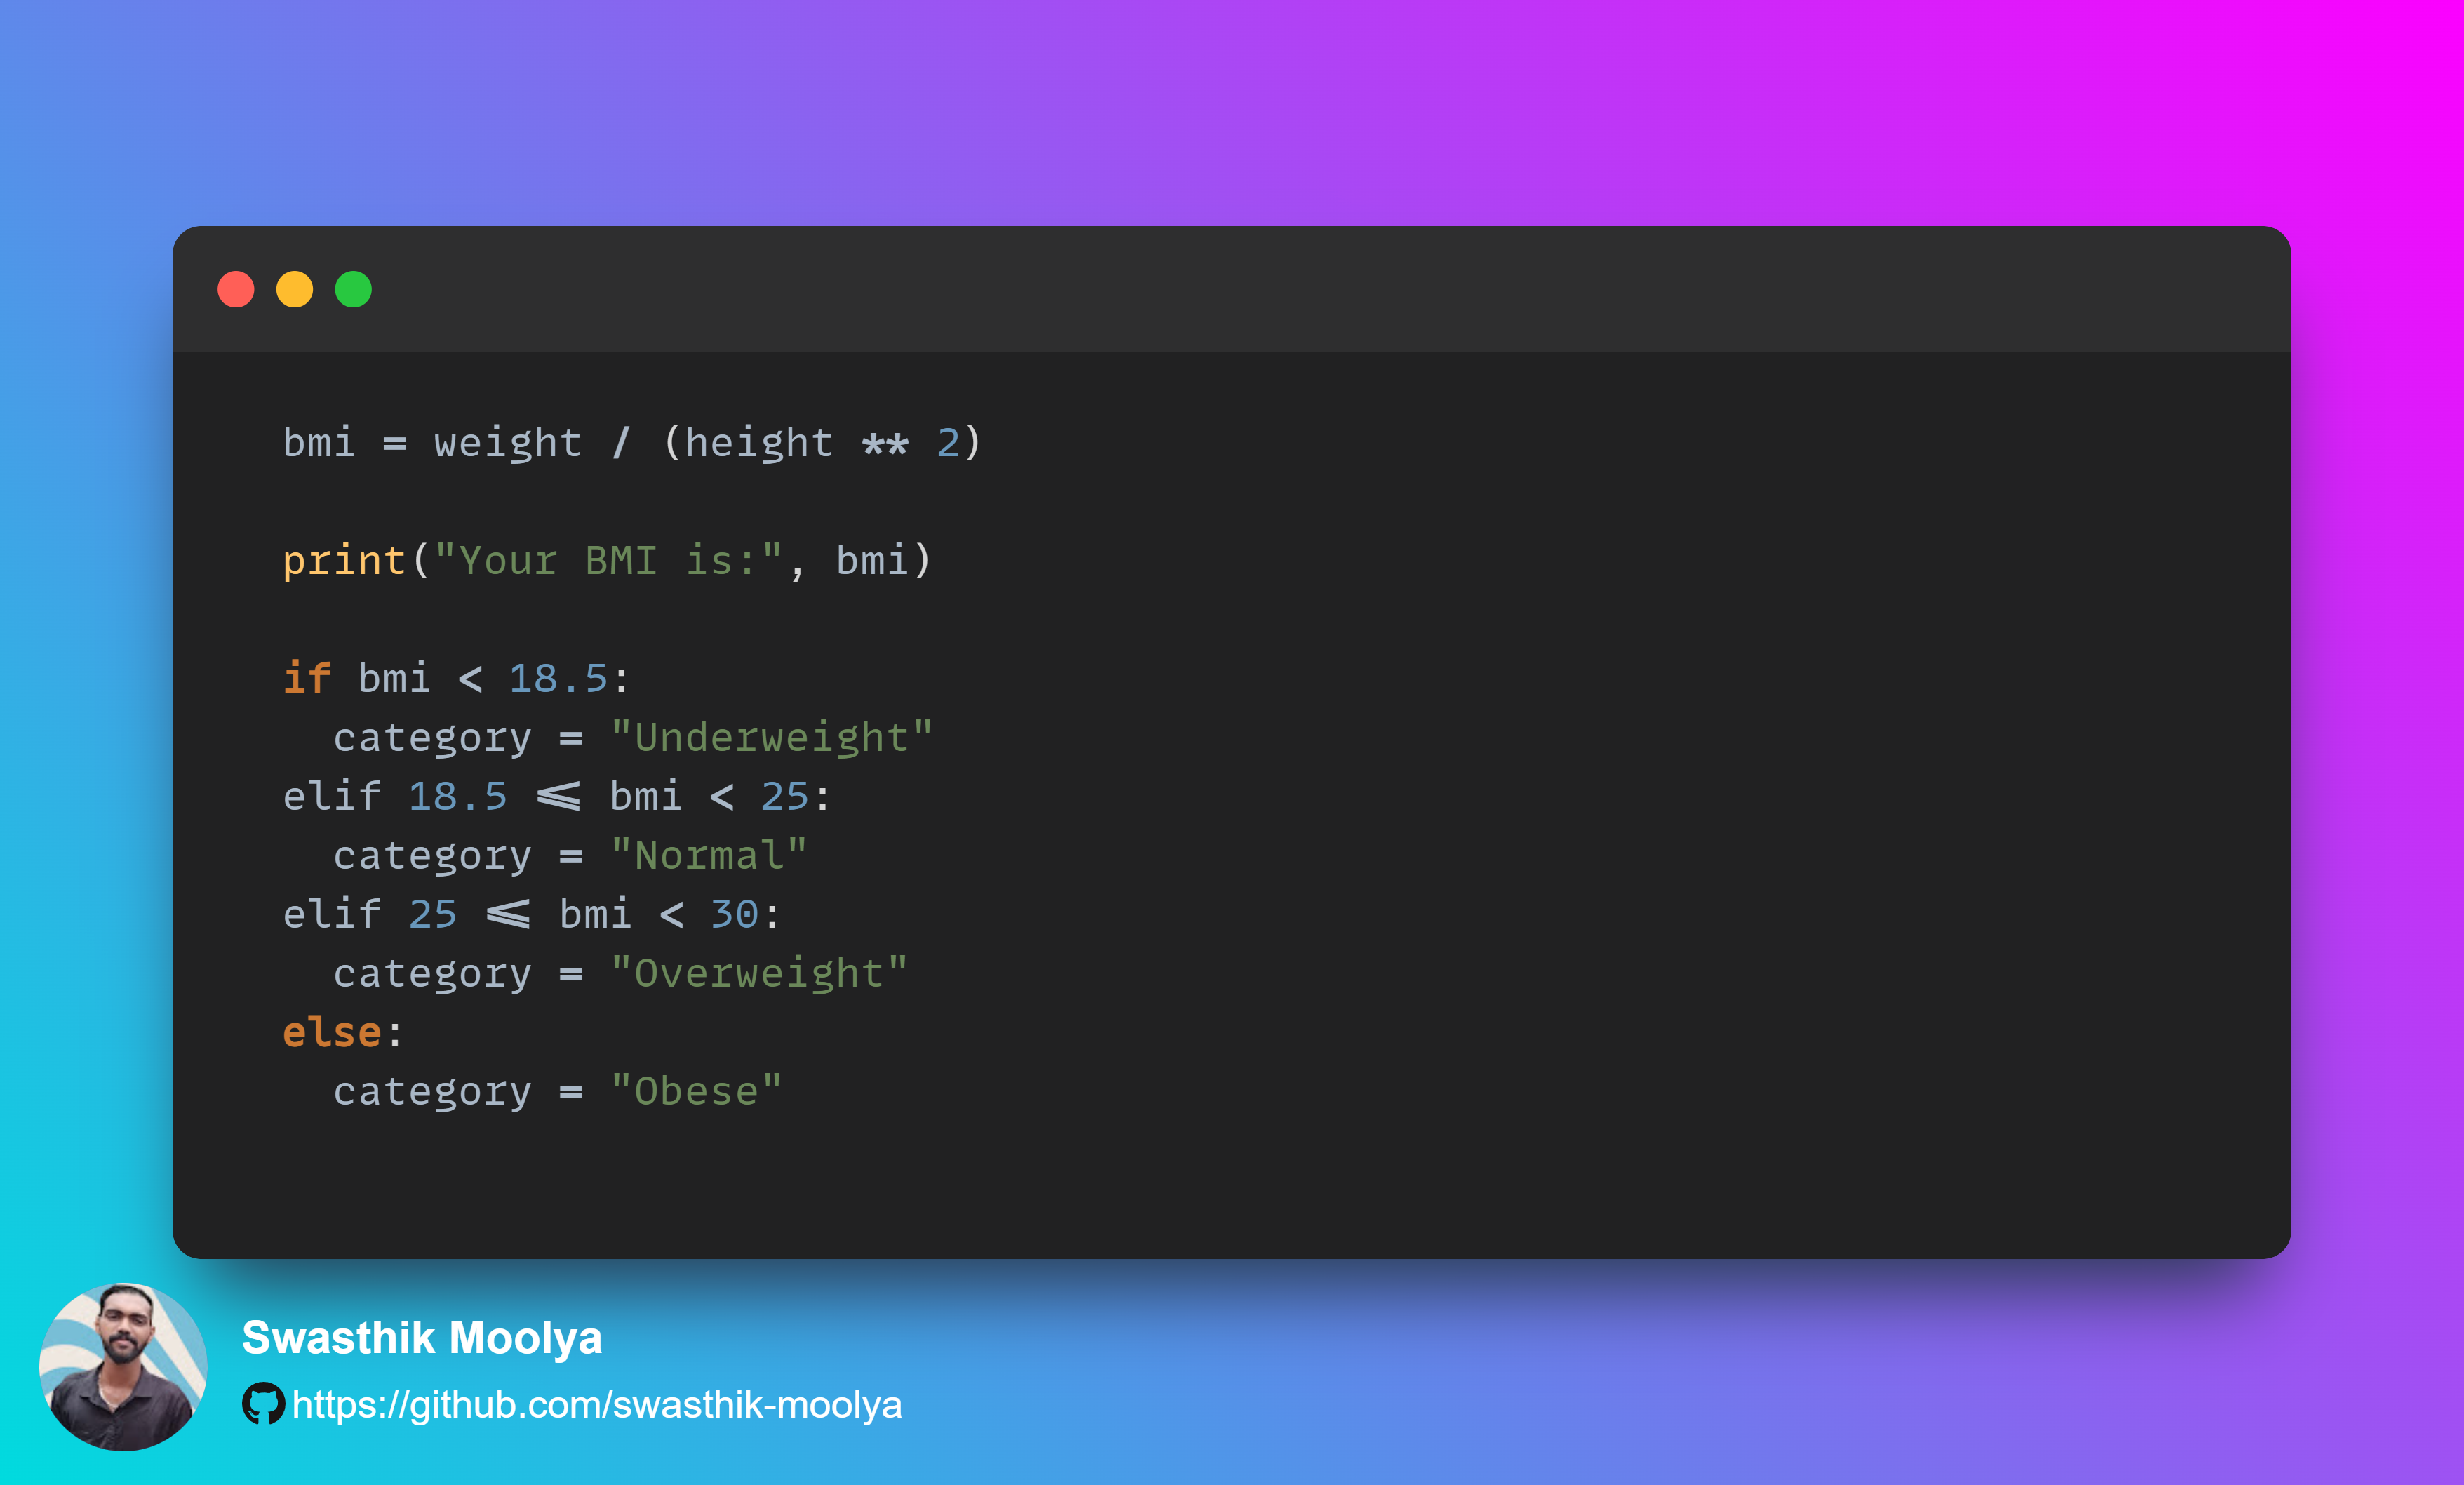 bmi = weight / (height ** 2)
print("Your BMI is:", bmi)
if bmi < 18.5:
  category = "Underweight"
elif 18.5 <= bmi < 25:
  category = "Normal"
elif 25 <= bmi < 30:
  category = "Overweight"
else:
  category = "Obese"
Swasthik Moolya
https://github.com/swasthik-moolya